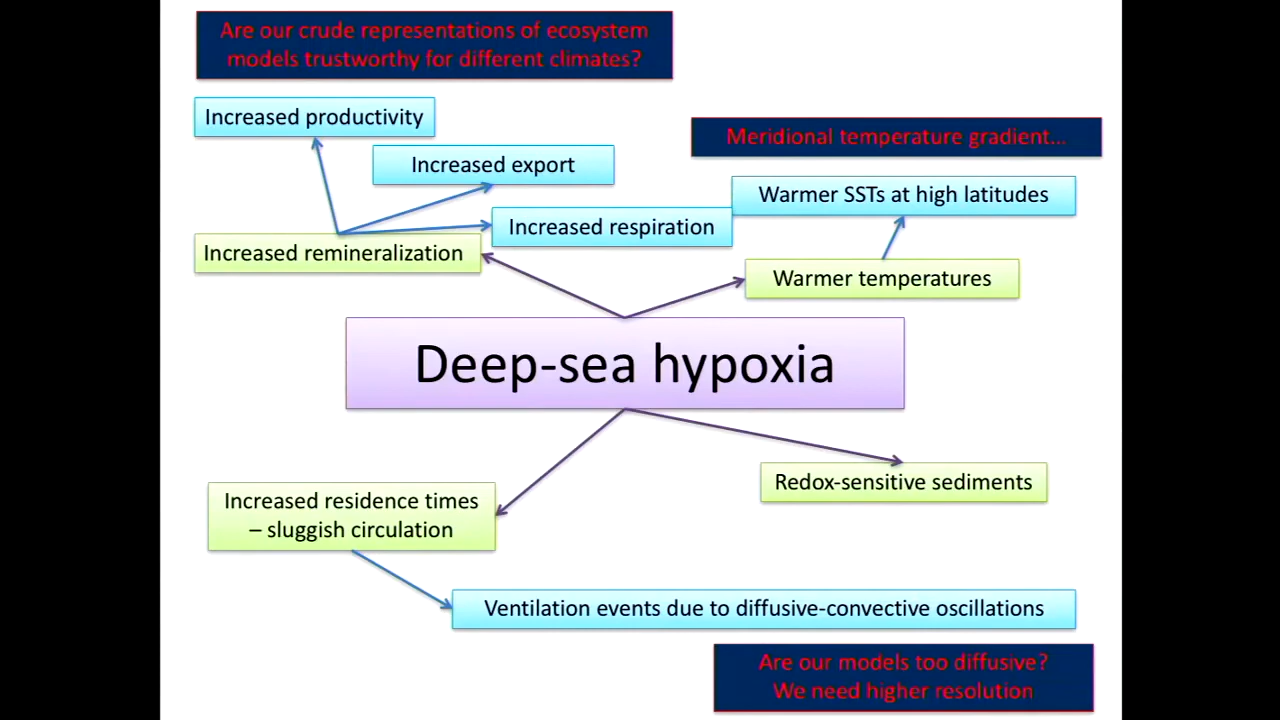 Are our crude representations of ecosystem
models trustworthy for different climates?
Increased productivity
Meridional temperature gradient...
Increased export
Warmer SSTs at high latitudes
Increased respiration
Increased remineralization
Warmer temperatures
Deep-sea hypoxia
Redox-sensitive sediments
Increased residence times
– sluggish circulation
Ventilation events due to diffusive-convective oscillations
Are our models too diffusive?
We need higher resolution